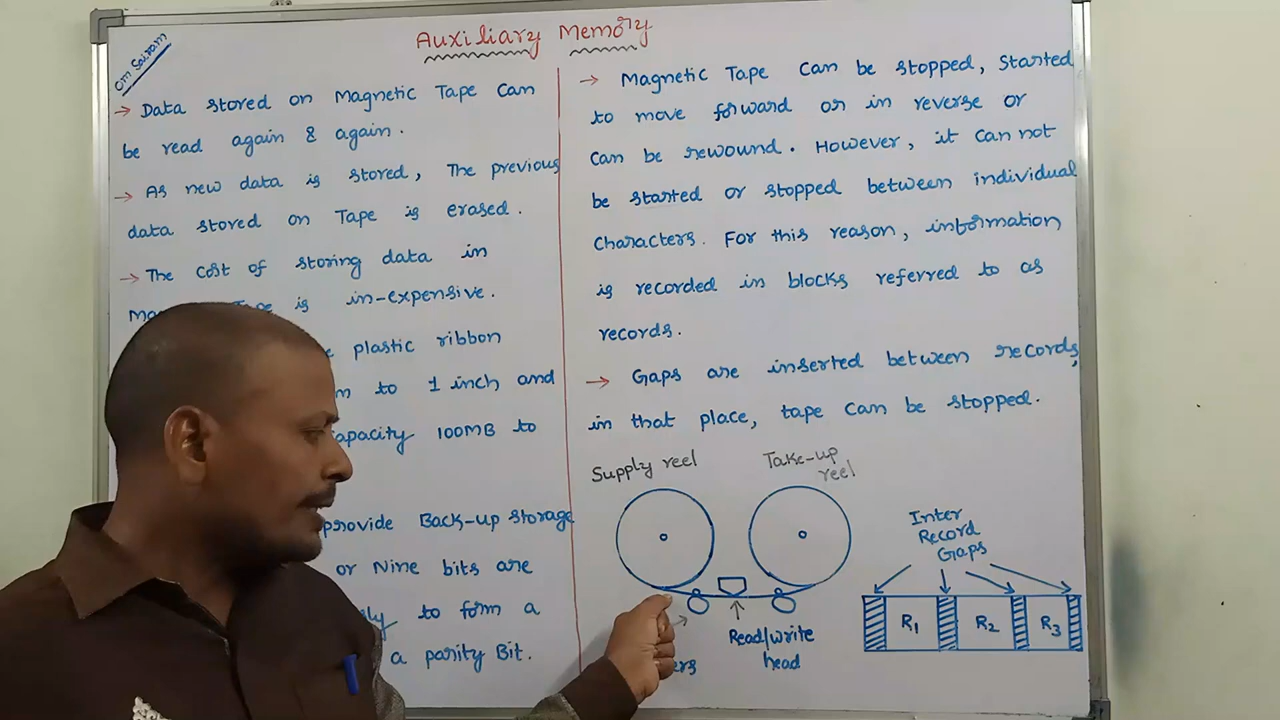 Auxiliary Memory
Om Sairam
→ Data stored on Magnetic Tape can
be read again & again.
→ As new data is stored, The previous
data stored on Tape is erased.
→ The cost of storing data in
is in-expensive.
plastic ribbon
to 1 inch and
capacity 100MB to
provide Back-up storage
or Nine bits are
to form a
a parity Bit.
→ Magnetic Tape can be stopped, started
to move forward or in reverse or
can be rewound. However, it can not
be started or stopped between individual
characters. For this reason, information
is recorded in blocks referred to as
records.
→ Gaps are inserted between records,
in that place, tape can be stopped.
Supply reel
Take-up
reel
Read/write
head
Inter
Record
Gaps
R1 R2 R3